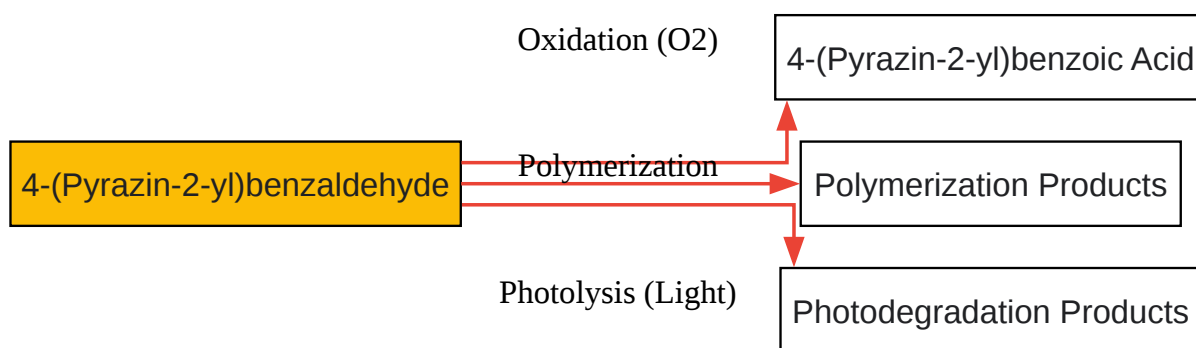 Oxidation (O2)
4-(Pyrazin-2-yl)benzoic Acid
4-(Pyrazin-2-yl)benzaldehyde
Polymerization
Polymerization Products
Photolysis (Light)
Photodegradation Products